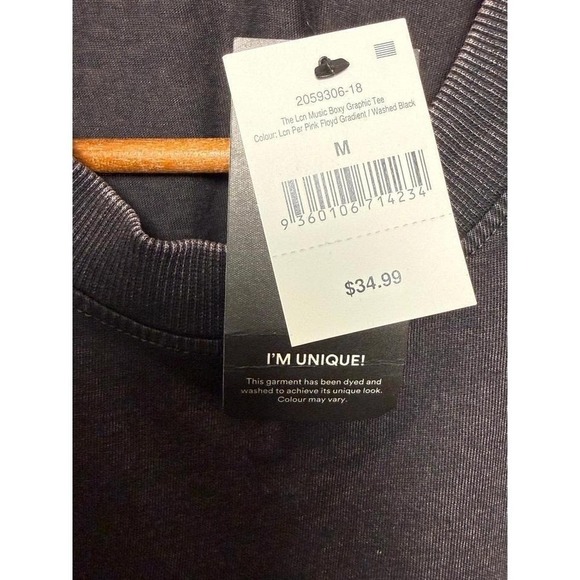 2059306-18
The Lcn Music Boxy Graphic Tee
Colour: Lcn Per Pink Floyd Gradient / Washed Black
M
9 360106 714234
$34.99
I'M UNIQUE!
This garment has been dyed and
washed to achieve its unique look.
Colour may vary.